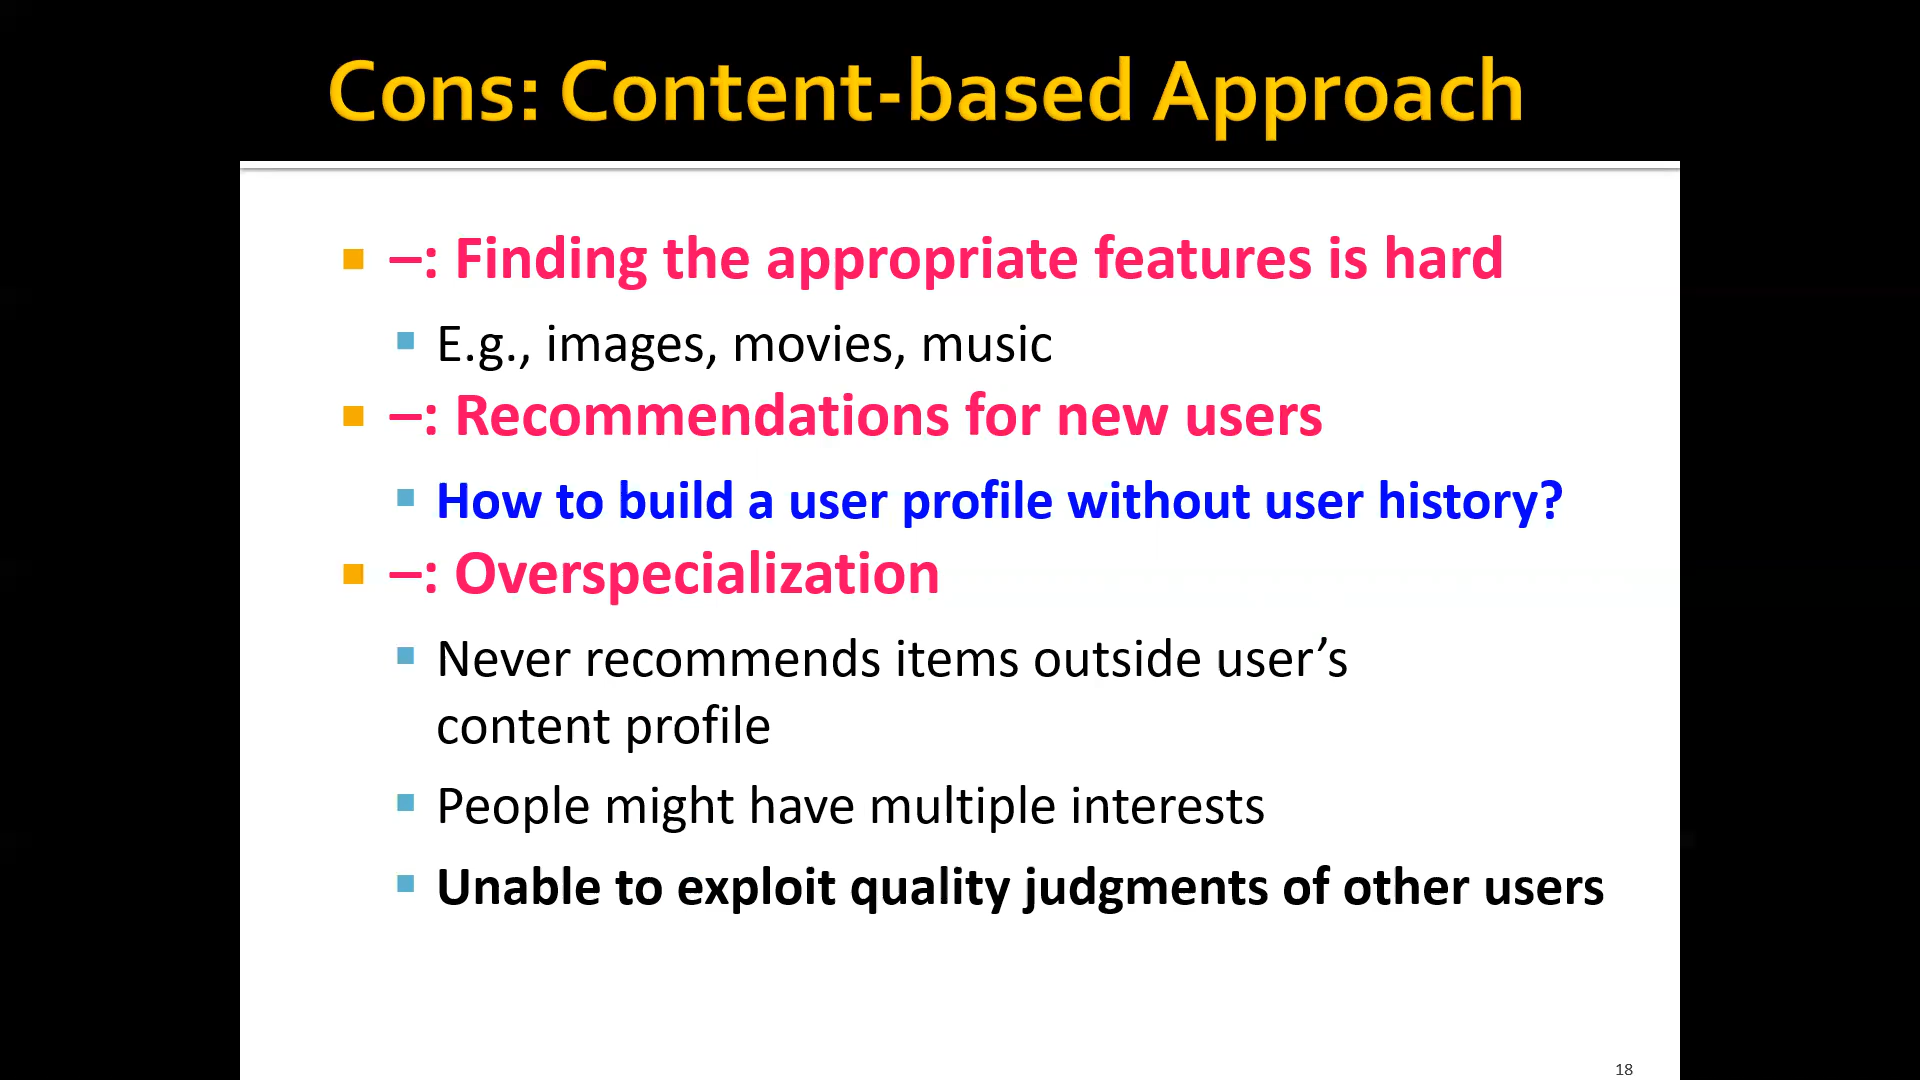 Cons: Content-based Approach
–: Finding the appropriate features is hard
E.g., images, movies, music
–: Recommendations for new users
How to build a user profile without user history?
–: Overspecialization
Never recommends items outside user’s
content profile
People might have multiple interests
Unable to exploit quality judgments of other users
18